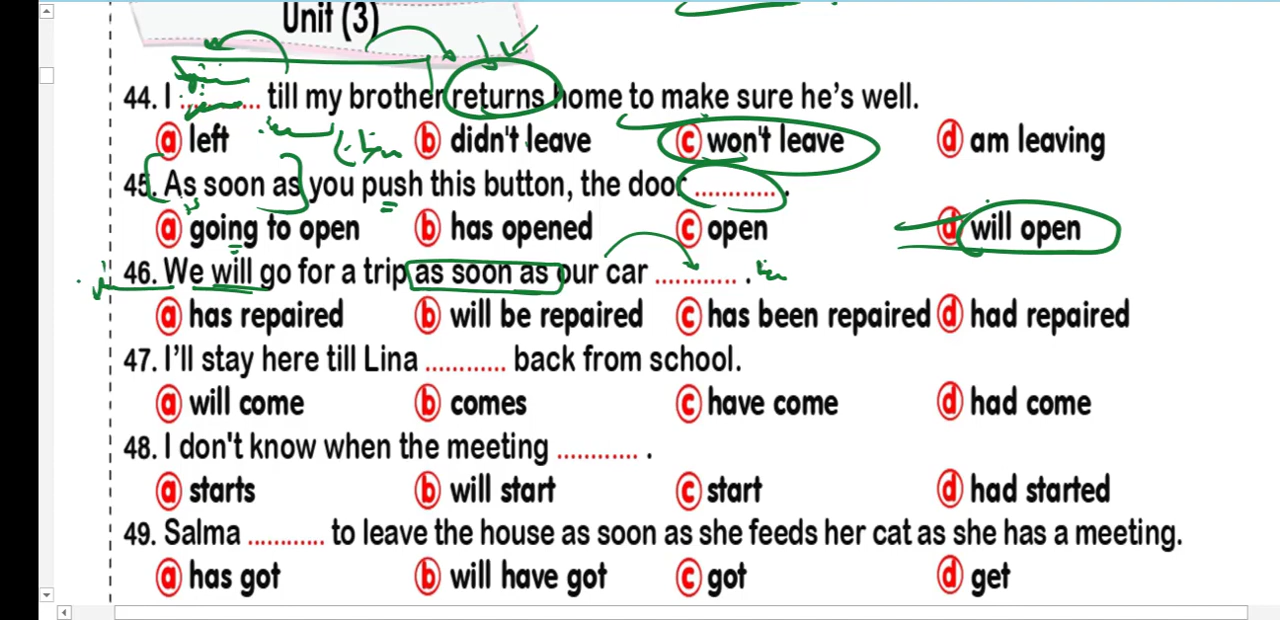 Unit (3)
44. I ............ till my brother returns home to make sure he's well.
a left b didn't leave c won't leave d am leaving
45. As soon as you push this button, the door ............ .
a going to open b has opened c open d will open
46. We will go for a trip as soon as our car ............ .
a has repaired b will be repaired c has been repaired d had repaired
47. I'll stay here till Lina ............ back from school.
a will come b comes c have come d had come
48. I don't know when the meeting ............ .
a starts b will start c start d had started
49. Salma ............ to leave the house as soon as she feeds her cat as she has a meeting.
a has got b will have got c got d get